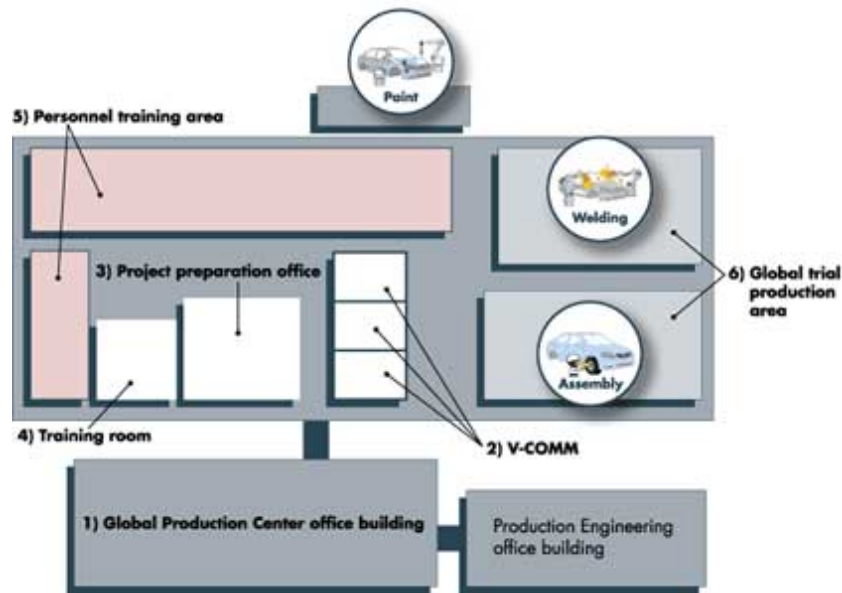 Paint
5) Personnel training area
Welding
3) Project preparation office
6) Global trial
production
area
Assembly
4) Training room
2) V-COMM
1) Global Production Center office building
Production Engineering
office building